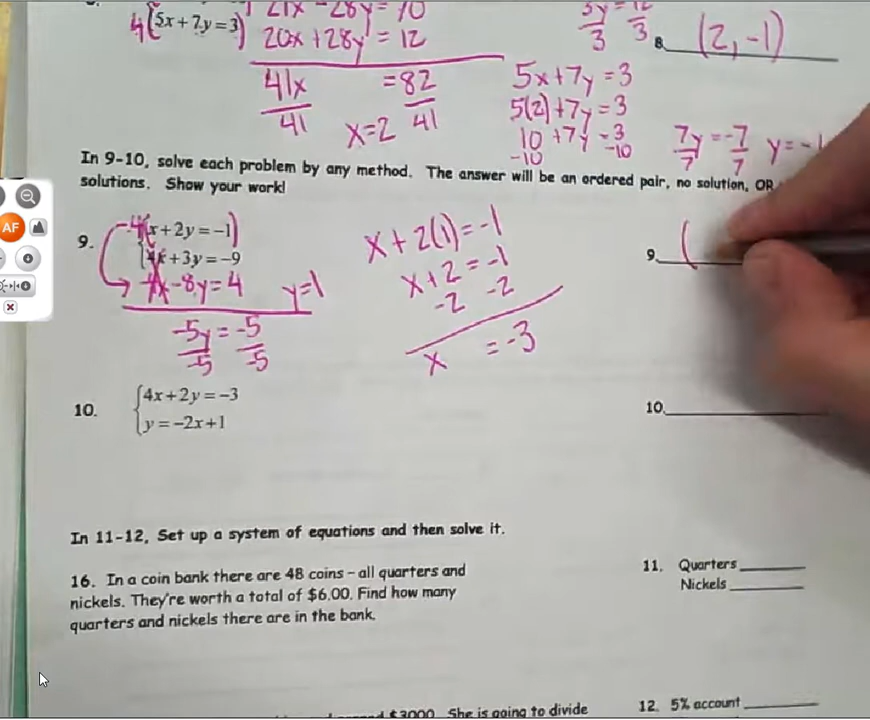 21x - 28y = 70
4(5x + 7y = 3)
20x + 28y = 12
41x = 82
41 41
x = 2
3 3
8. (2, -1)
5x + 7y = 3
5(2) + 7y = 3
10 + 7y = 3
-10 -10
7y = -7
7 7
y = -1
In 9-10, solve each problem by any method. The answer will be an ordered pair, no solution, OR
solutions. Show your work!
9.
-4(x + 2y = -1)
4x + 3y = -9
-4x - 8y = 4
y = 1
-5y = -5
-5 -5
x + 2(1) = -1
x + 2 = -1
-2 -2
x = -3
9. (
10.
4x + 2y = -3
y = -2x + 1
10.
In 11-12, Set up a system of equations and then solve it.
16. In a coin bank there are 48 coins – all quarters and
nickels. They're worth a total of $6.00. Find how many
quarters and nickels there are in the bank.
11. Quarters
Nickels
$3000. She is going to divide
12. 5% account
AF